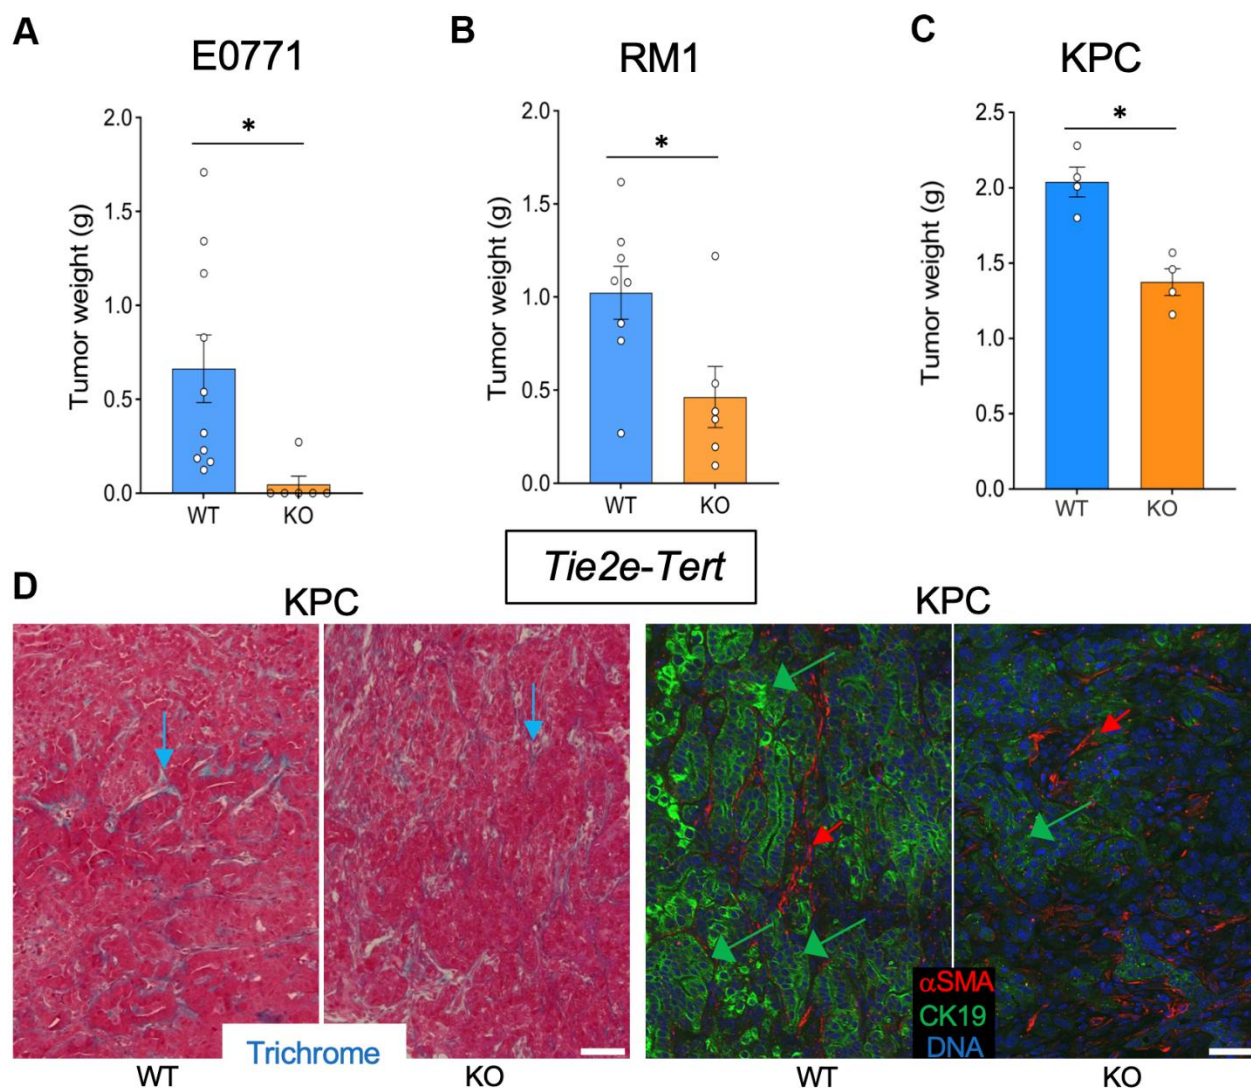 A
E0771
Tumor weight (g)
2.0
1.5
1.0
0.5
0.0
*
WT
KO
B
RM1
Tumor weight (g)
2.0
1.5
1.0
0.5
0.0
*
WT
KO
C
KPC
Tumor weight (g)
2.5
2.0
1.5
1.0
0.5
0.0
*
WT
KO
Tie2e-Tert
D
KPC
KPC
Trichrome
αSMA
CK19
DNA
WT
KO
WT
KO